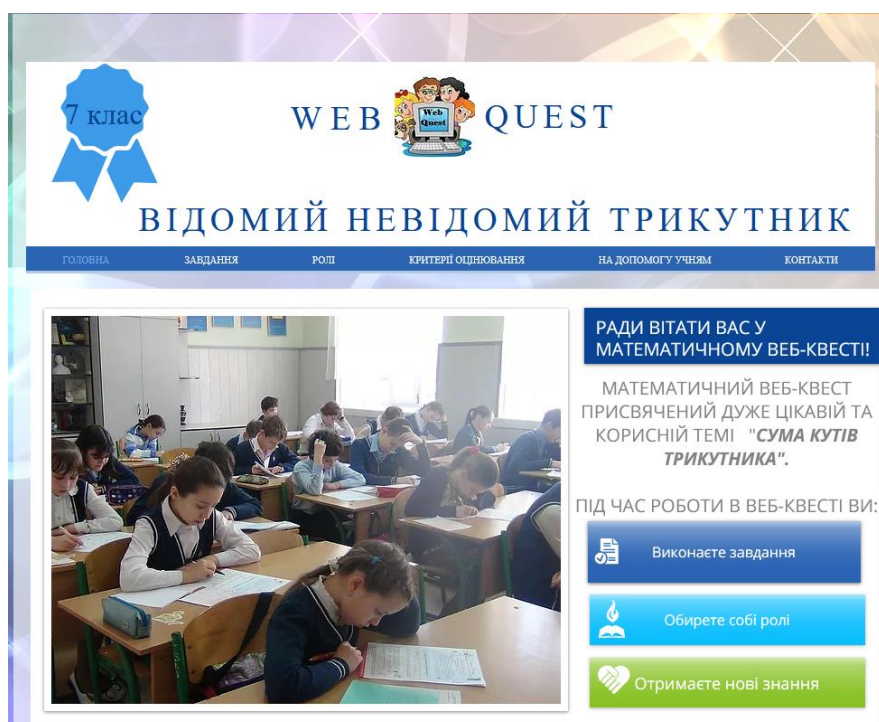 7 клас
WEB QUEST
Web
Quest
ВІДОМИЙ НЕВІДОМИЙ ТРИКУТНИК
ГОЛОВНА ЗАВДАННЯ РОЛІ КРИТЕРІЇ ОЦІНЮВАННЯ НА ДОПОМОГУ УЧНЯМ КОНТАКТИ
РАДИ ВІТАТИ ВАС У
МАТЕМАТИЧНОМУ ВЕБ-КВЕСТІ!
МАТЕМАТИЧНИЙ ВЕБ-КВЕСТ
ПРИСВЯЧЕНИЙ ДУЖЕ ЦІКАВІЙ ТА
КОРИСНІЙ ТЕМІ "СУМА КУТІВ
ТРИКУТНИКА".
ПІД ЧАС РОБОТИ В ВЕБ-КВЕСТІ ВИ:
Виконаєте завдання
Обирете собі ролі
Отримаєте нові знання